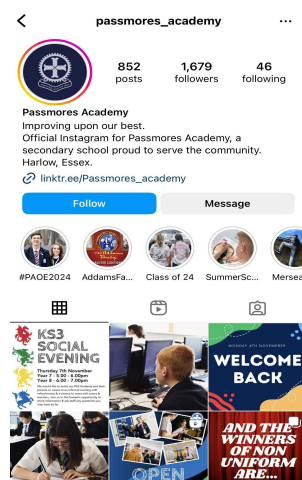 passmores_academy
852
posts
1,679
followers
46
following
Passmores Academy
Improving upon our best.
Official Instagram for Passmores Academy, a
secondary school proud to serve the community.
Harlow, Essex.
linktr.ee/Passmores_academy
Follow
Message
#PAOE2024
AddamsFa...
Class of 24
SummerSc...
Mersea
KS3
SOCIAL
EVENING
Thursday 7th November
Year 7 - 5.00 - 6.00pm
Year 8 - 6.00 - 7.00pm
MONDAY 4TH NOVEMEBER
WELCOME
BACK
OPEN
AND THE
WINNERS
OF NON
UNIFORM
ARE...